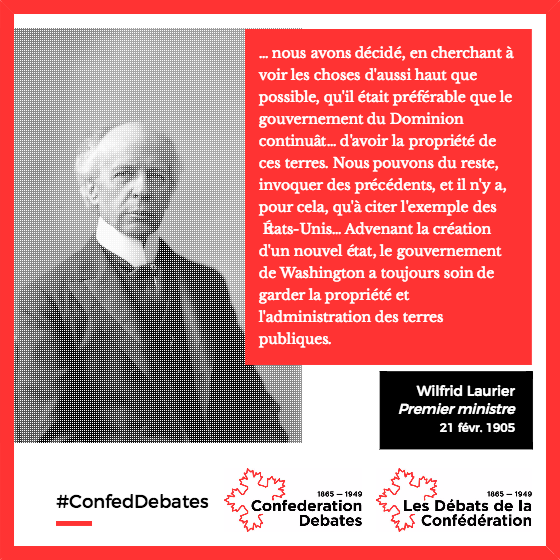 ... nous avons décidé, en cherchant à
voir les choses d'aussi haut que
possible, qu'il était préférable que le
gouvernement du Dominion
continuât... d'avoir la propriété de
ces terres. Nous pouvons du reste,
invoquer des précédents, et il n'y a,
pour cela, qu'à citer l'exemple des
États-Unis... Advenant la création
d'un nouvel état, le gouvernement
de Washington a toujours soin de
garder la propriété et
l'administration des terres
publiques.
Wilfrid Laurier
Premier ministre
21 févr. 1905
#ConfedDebates
1865 — 1949
Confederation
Debates
1865 — 1949
Les Débats de la
Confédération